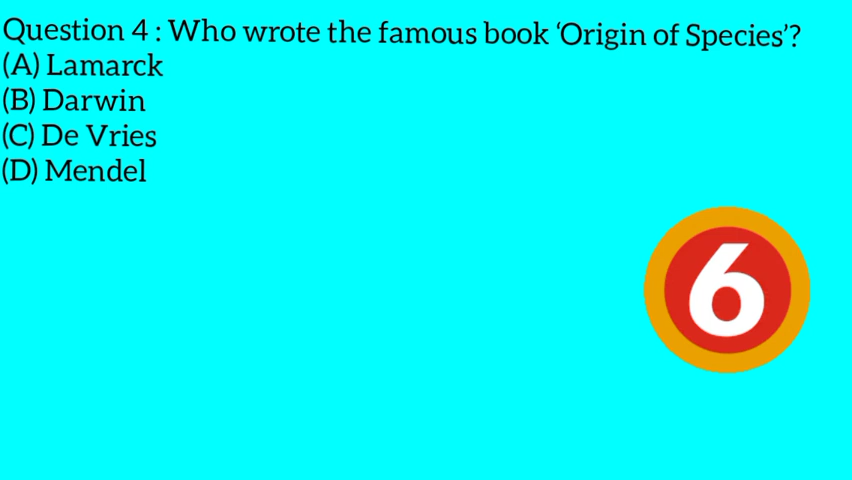 Question 4 : Who wrote the famous book ‘Origin of Species’?
(A) Lamarck
(B) Darwin
(C) De Vries
(D) Mendel
6